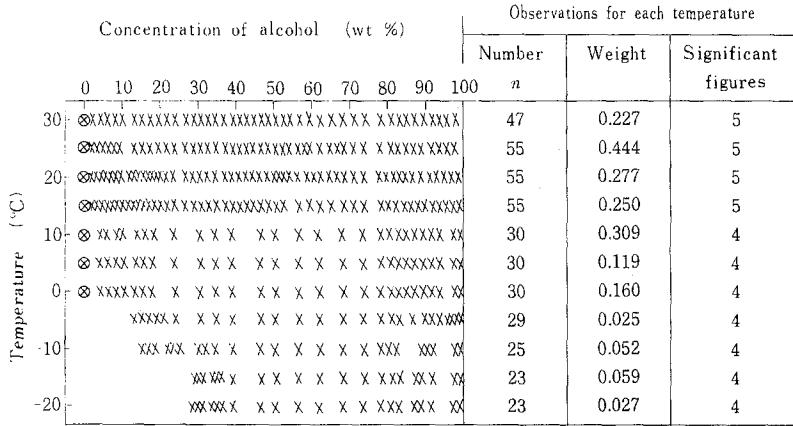 Concentration of alcohol (wt %)
Observations for each temperature
Number n
Weight
Significant figures
0 10 20 30 40 50 60 70 80 90 100
Temperature (°C)
30 47 0.227 5
55 0.444 5
20 55 0.277 5
55 0.250 5
10 30 0.309 4
30 0.119 4
0 30 0.160 4
29 0.025 4
-10 25 0.052 4
23 0.059 4
-20 23 0.027 4